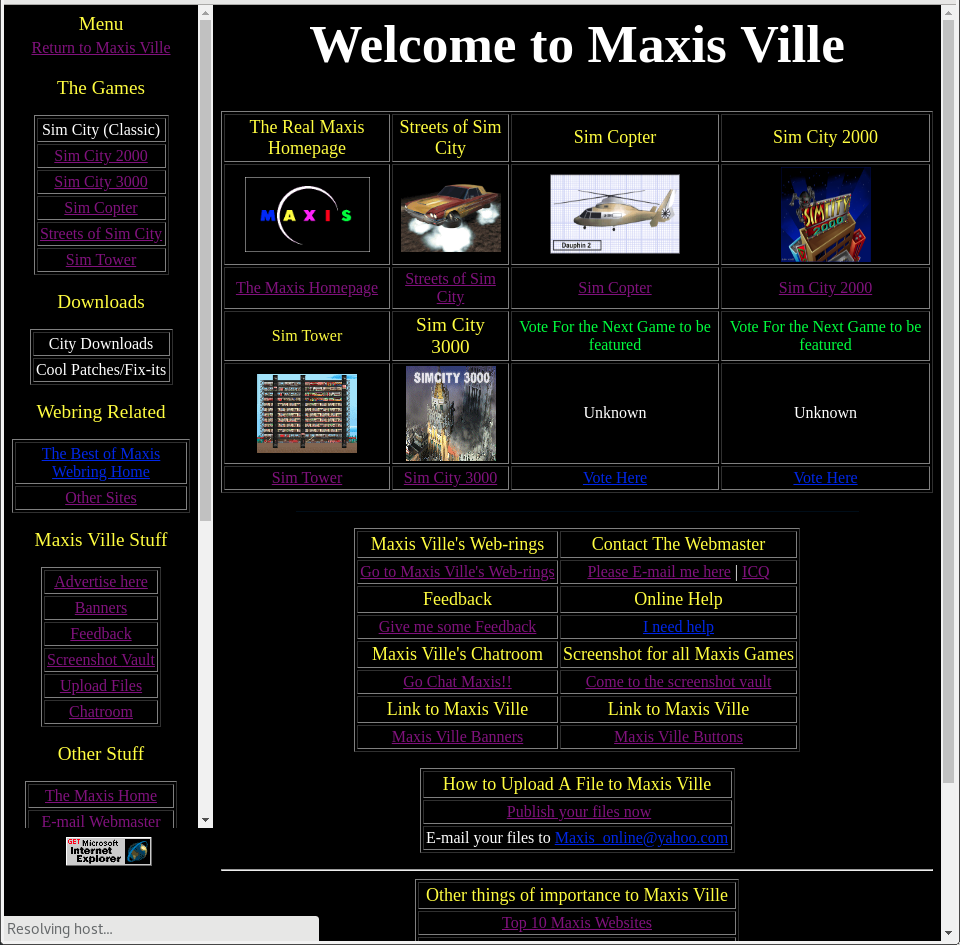 Menu
Return to Maxis Ville
The Games
Sim City (Classic)
Sim City 2000
Sim City 3000
Sim Copter
Streets of Sim City
Sim Tower
Downloads
City Downloads
Cool Patches/Fix-its
Webring Related
The Best of Maxis
Webring Home
Other Sites
Maxis Ville Stuff
Advertise here
Banners
Feedback
Screenshot Vault
Upload Files
Chatroom
Other Stuff
The Maxis Home
E-mail Webmaster
GET Microsoft
Internet
Explorer
Resolving host...
Welcome to Maxis Ville
The Real Maxis
Homepage
Streets of Sim
City
Sim Copter
Sim City 2000
MAXIS
Dauphin 2
SIMCITY
2000
The Maxis Homepage
Streets of Sim
City
Sim Copter
Sim City 2000
Sim Tower
Sim City
3000
Vote For the Next Game to be
featured
Vote For the Next Game to be
featured
SIMCITY 3000
Unknown
Unknown
Sim Tower
Sim City 3000
Vote Here
Vote Here
Maxis Ville's Web-rings
Contact The Webmaster
Go to Maxis Ville's Web-rings
Please E-mail me here | ICQ
Feedback
Online Help
Give me some Feedback
I need help
Maxis Ville's Chatroom
Screenshot for all Maxis Games
Go Chat Maxis!!
Come to the screenshot vault
Link to Maxis Ville
Link to Maxis Ville
Maxis Ville Banners
Maxis Ville Buttons
How to Upload A File to Maxis Ville
Publish your files now
E-mail your files to Maxis_online@yahoo.com
Other things of importance to Maxis Ville
Top 10 Maxis Websites